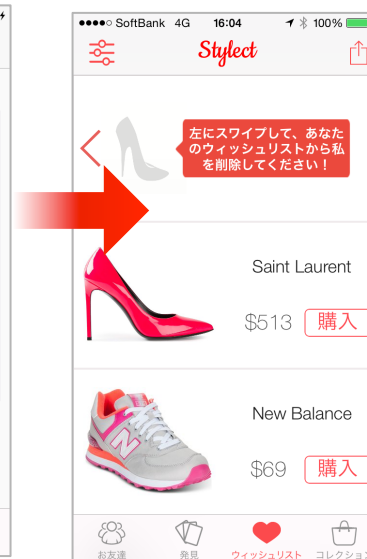 SoftBank 4G 16:04 100%
Stylect
左にスワイプして、あなた
のウィッシュリストから私
を削除してください！
Saint Laurent
$513 購入
N
New Balance
$69 購入
お友達 発見 ウィッシュリスト コレクション